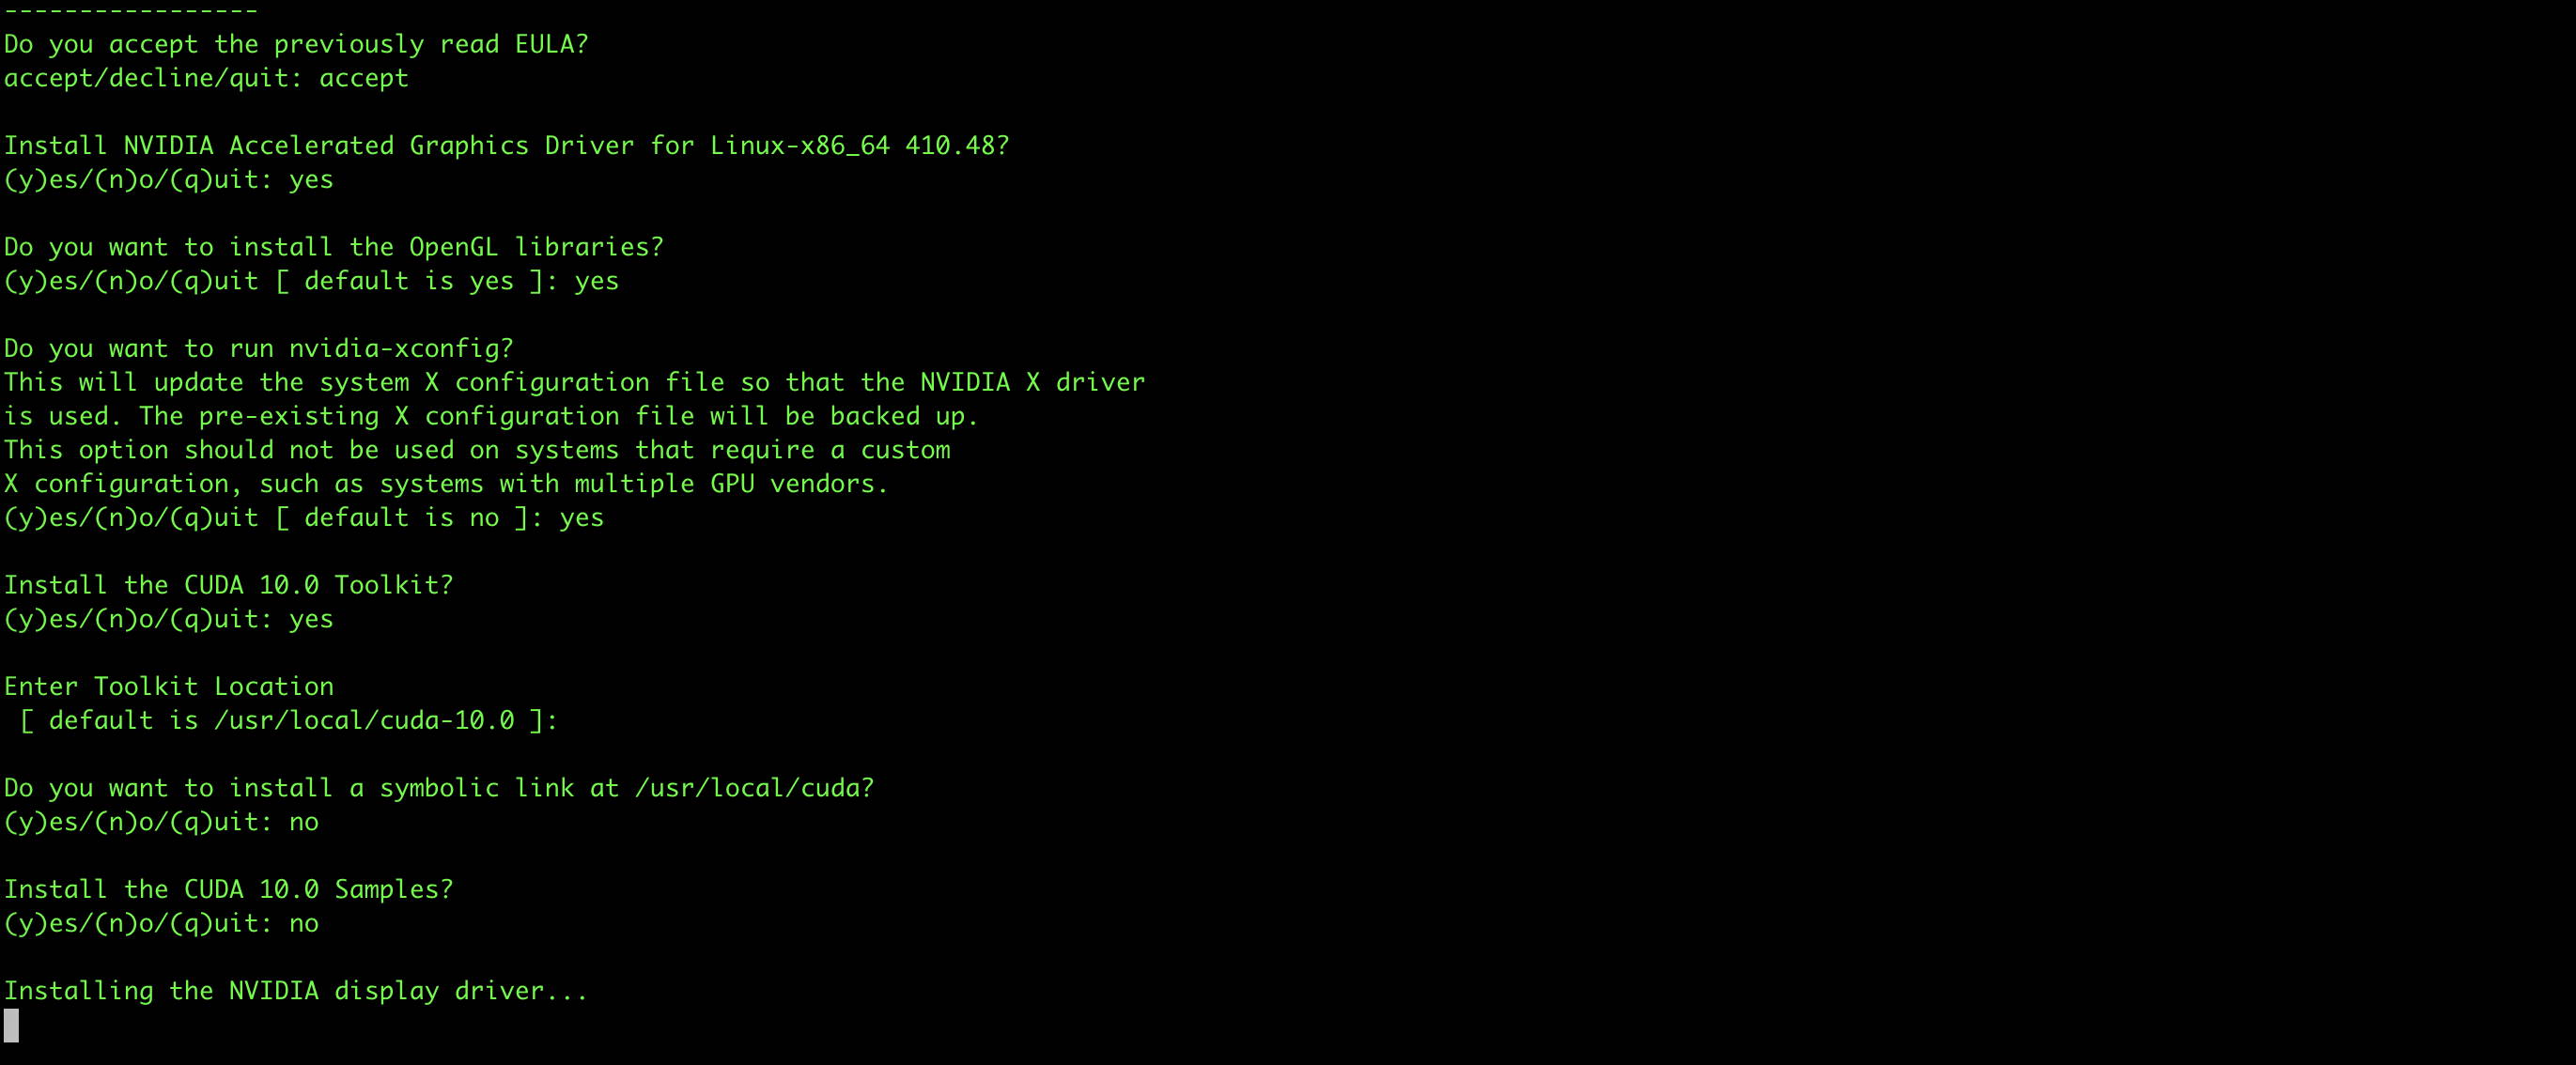 -----------------
Do you accept the previously read EULA?
accept/decline/quit: accept

Install NVIDIA Accelerated Graphics Driver for Linux-x86_64 410.48?
(y)es/(n)o/(q)uit: yes

Do you want to install the OpenGL libraries?
(y)es/(n)o/(q)uit [ default is yes ]: yes

Do you want to run nvidia-xconfig?
This will update the system X configuration file so that the NVIDIA X driver
is used. The pre-existing X configuration file will be backed up.
This option should not be used on systems that require a custom
X configuration, such as systems with multiple GPU vendors.
(y)es/(n)o/(q)uit [ default is no ]: yes

Install the CUDA 10.0 Toolkit?
(y)es/(n)o/(q)uit: yes

Enter Toolkit Location
 [ default is /usr/local/cuda-10.0 ]:

Do you want to install a symbolic link at /usr/local/cuda?
(y)es/(n)o/(q)uit: no

Install the CUDA 10.0 Samples?
(y)es/(n)o/(q)uit: no

Installing the NVIDIA display driver...